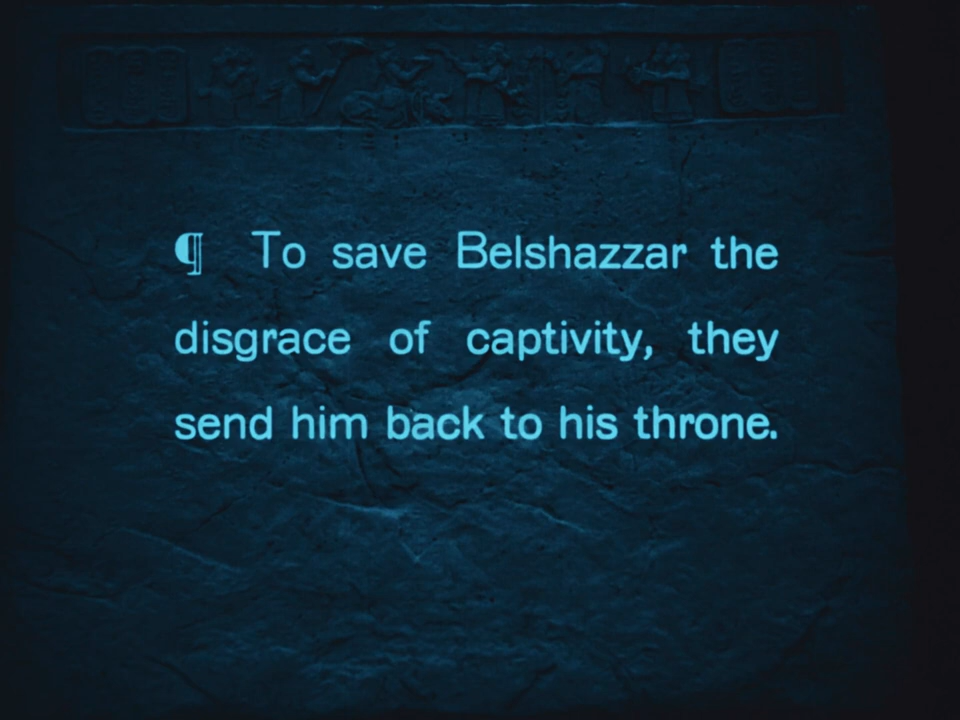 ¶ To save Belshazzar the
disgrace of captivity, they
send him back to his throne.